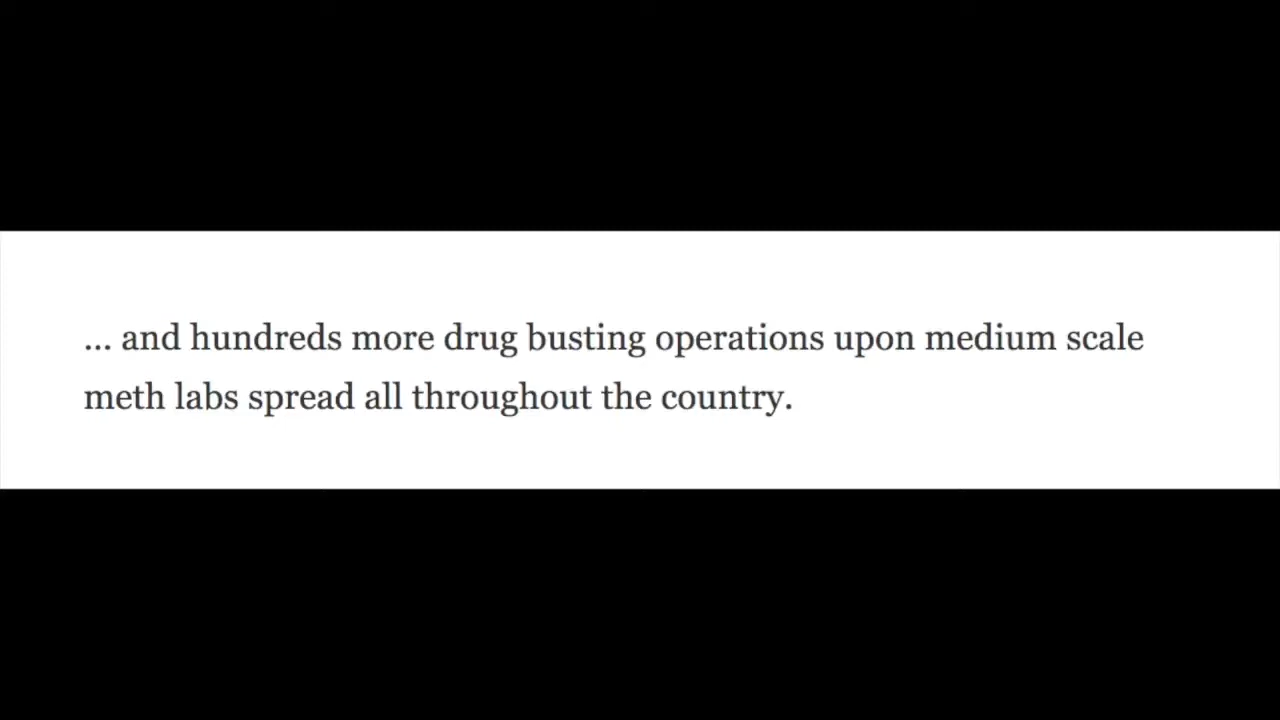 ... and hundreds more drug busting operations upon medium scale
meth labs spread all throughout the country.